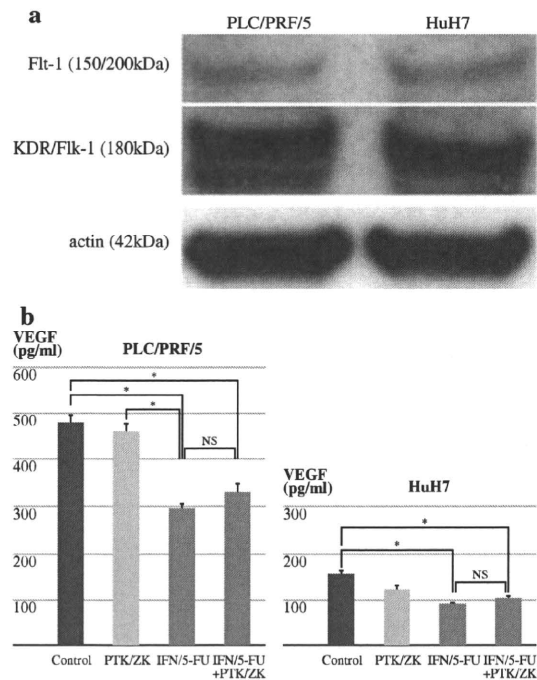 a
PLC/PRF/5 HuH7
Flt-1 (150/200kDa)
KDR/Flk-1 (180kDa)
actin (42kDa)
b
VEGF
(pg/ml)
PLC/PRF/5
600
500
400
300
200
100
*
*
*
NS
Control PTK/ZK IFN/5-FU IFN/5-FU
+PTK/ZK
VEGF
(pg/ml)
HuH7
300
200
100
*
*
NS
Control PTK/ZK IFN/5-FU IFN/5-FU
+PTK/ZK